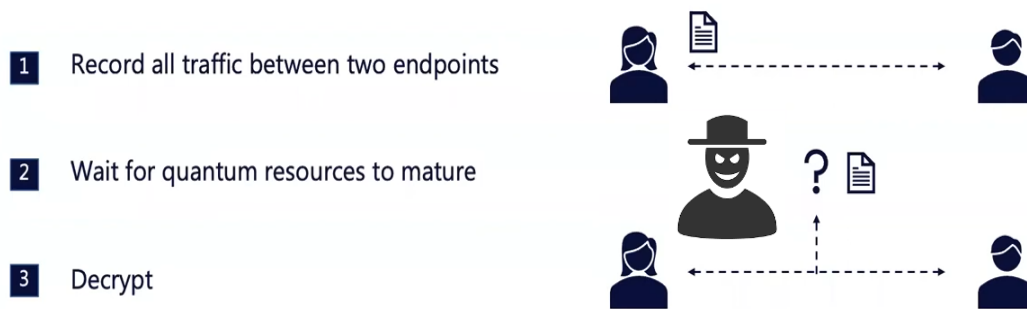 1 Record all traffic between two endpoints
2 Wait for quantum resources to mature
?
3 Decrypt